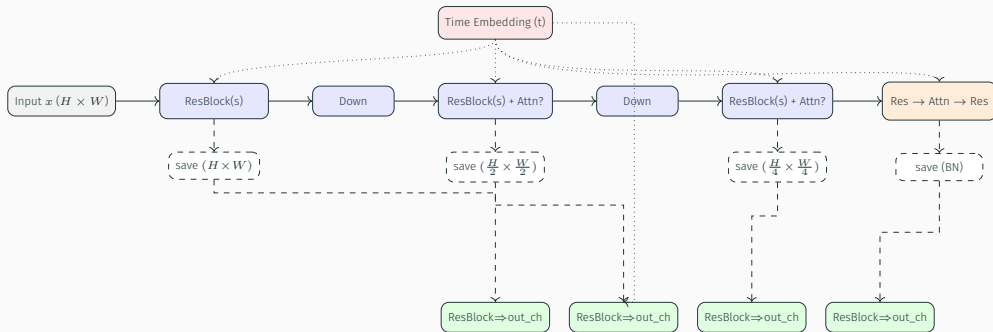 Time Embedding (t)
Input x (H × W)
ResBlock(s)
Down
ResBlock(s) + Attn?
Down
ResBlock(s) + Attn?
Res → Attn → Res
save (H×W)
save (H/2 × W/2)
save (H/4 × W/4)
save (BN)
ResBlock⇒out_ch
ResBlock⇒out_ch
ResBlock⇒out_ch
ResBlock⇒out_ch